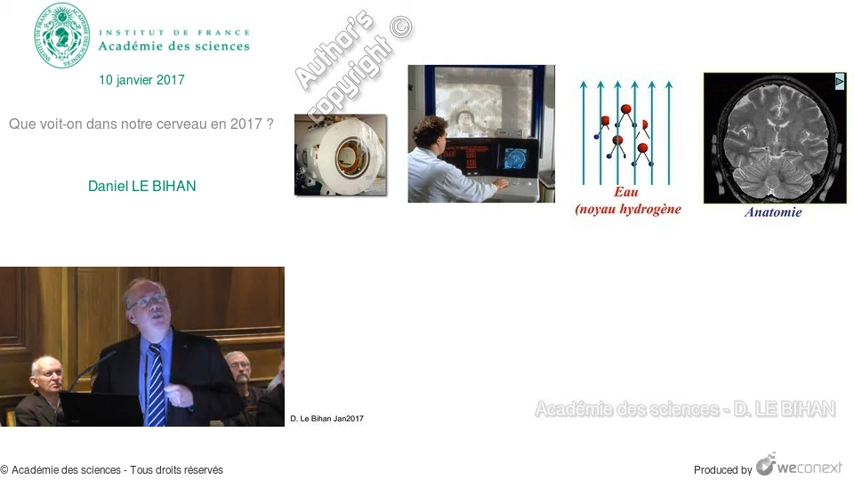 INSTITUT DE FRANCE
Académie des sciences
10 janvier 2017
Que voit-on dans notre cerveau en 2017 ?
Daniel LE BIHAN
Author's
copyright ©
Eau
(noyau hydrogène
Anatomie
D. Le Bihan Jan2017
Académie des sciences - D. LE BIHAN
© Académie des sciences - Tous droits réservés
Produced by weconext